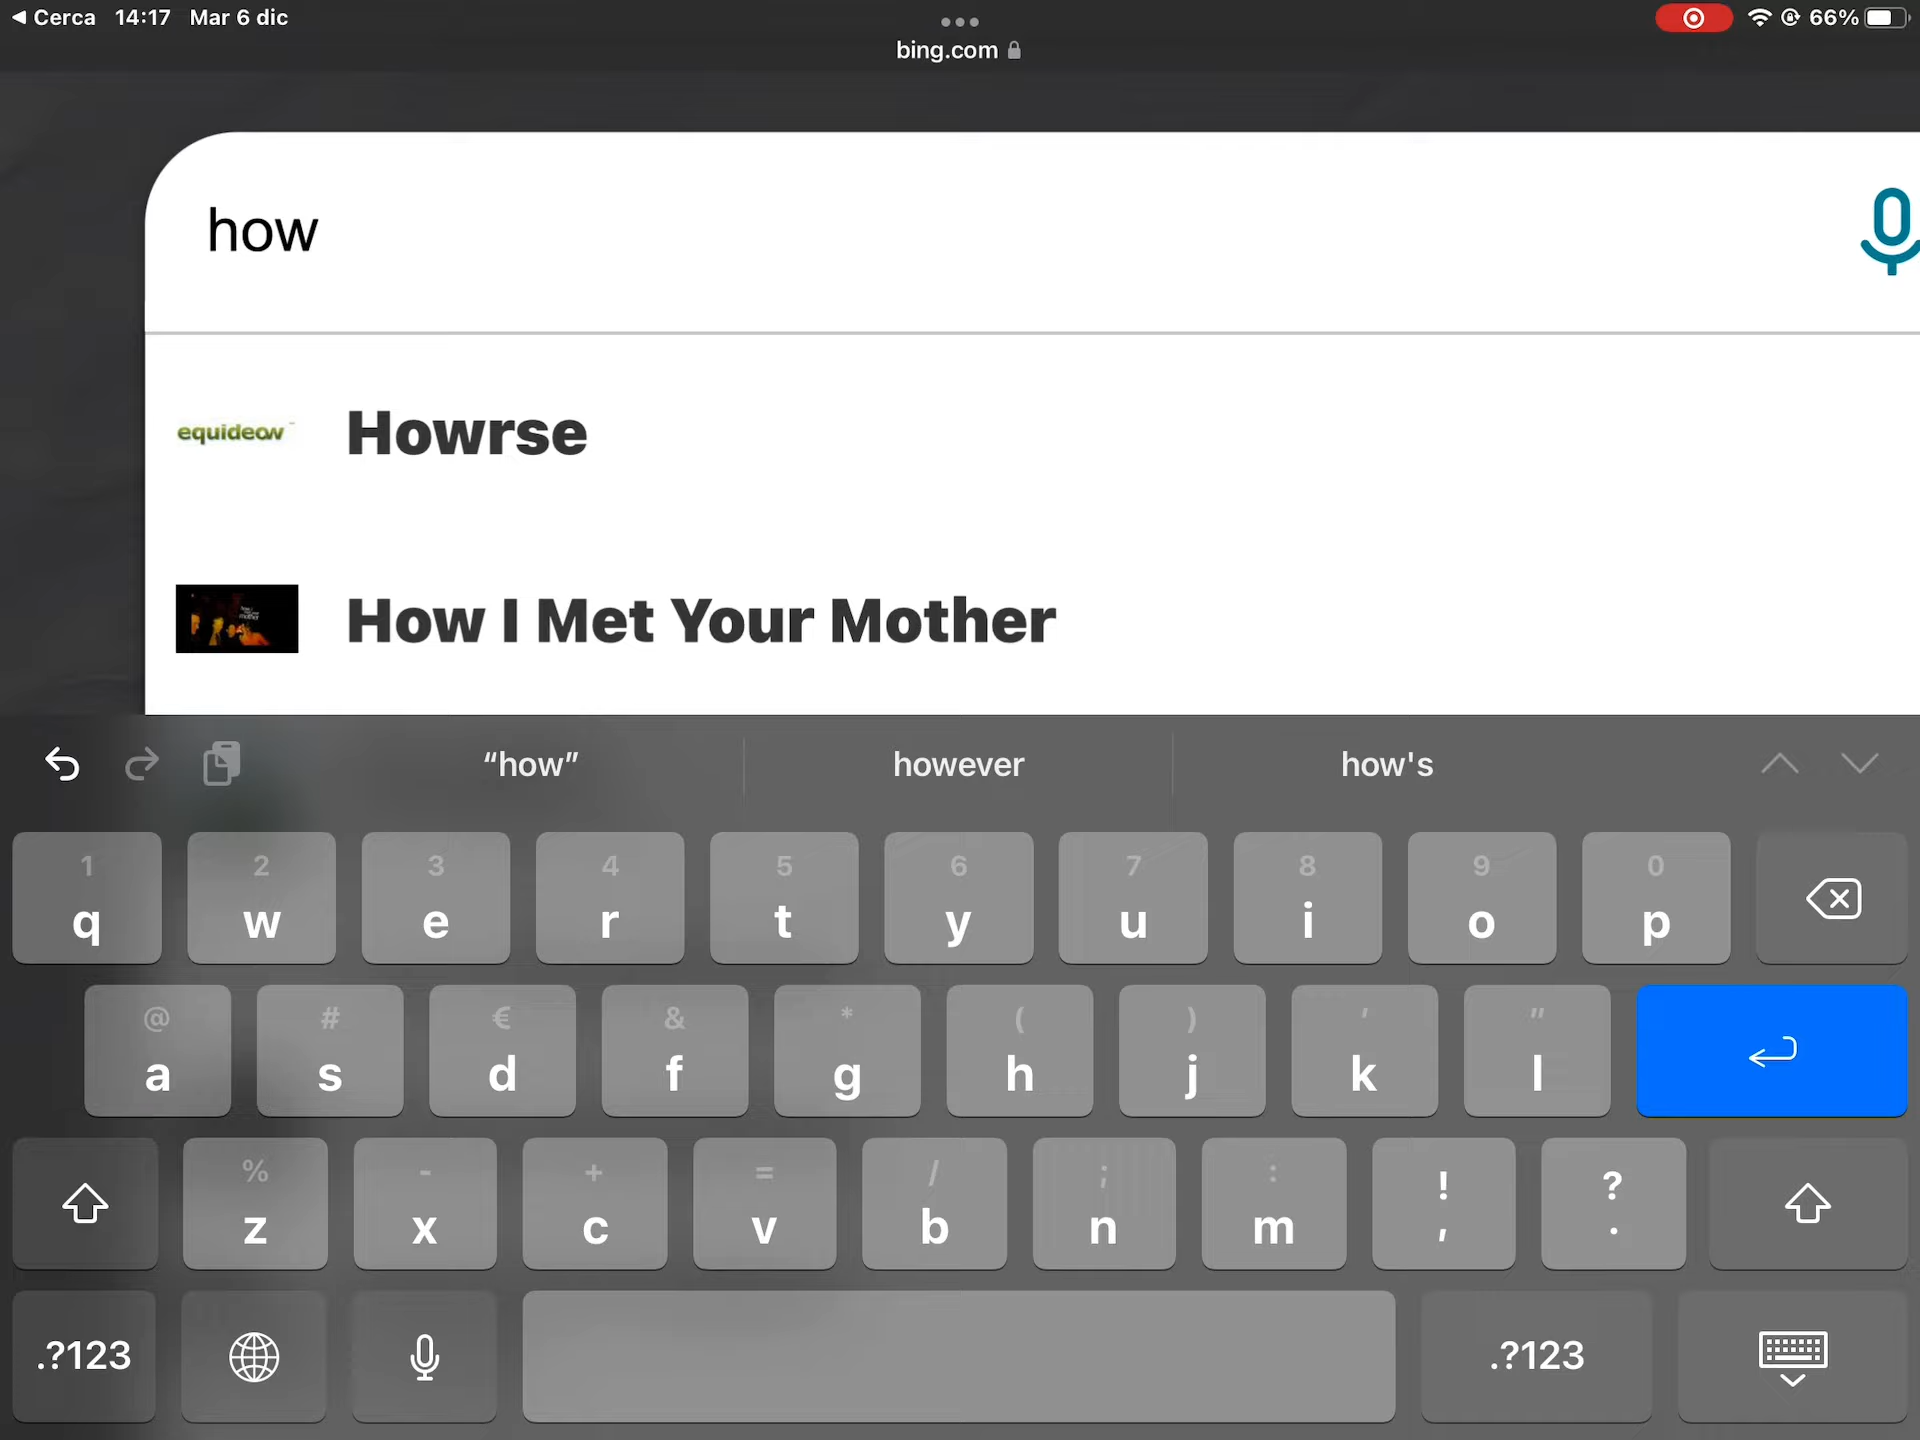 Cerca 14:17 Mar 6 dic
66%
bing.com
how
equideow
Howrse
How I Met Your Mother
“how” however how's
1 2 3 4 5 6 7 8 9 0
q w e r t y u i o p
@ # € & * ( ) ' "
a s d f g h j k l
% - + = / ; : ! ?
z x c v b n m , .
.?123 .?123